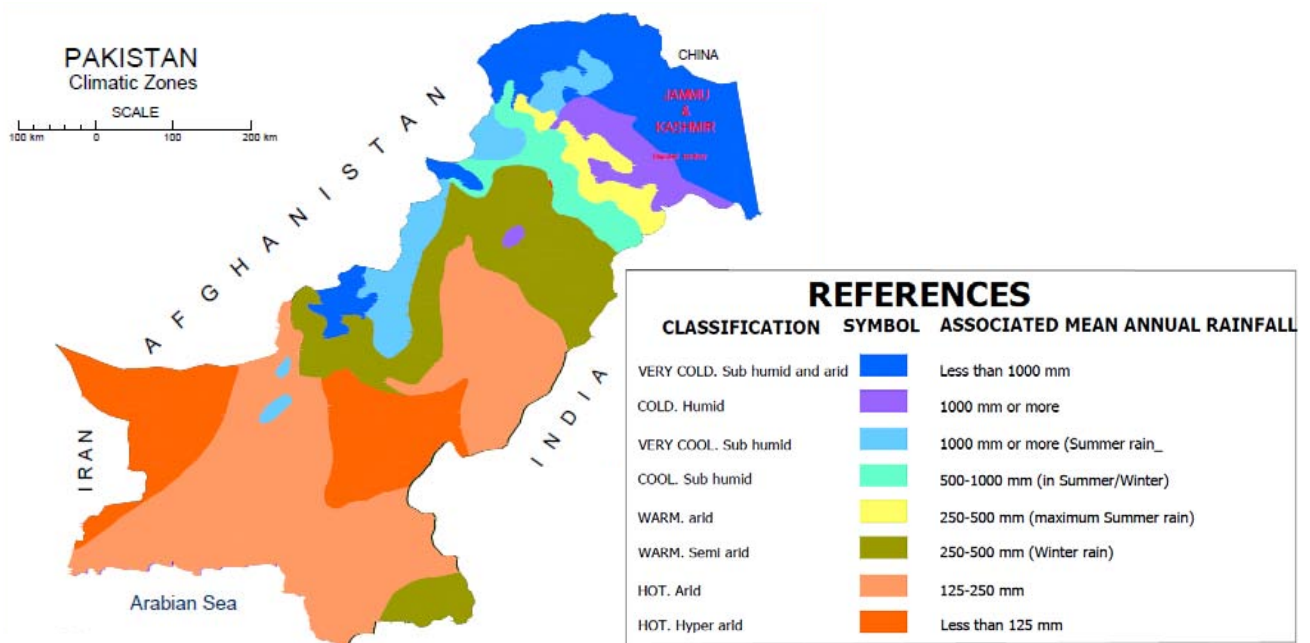 PAKISTAN
Climatic Zones
SCALE
100 km 0 100 200 km
CHINA
JAMMU
&
KASHMIR
AFGHANISTAN
IRAN
INDIA
Arabian Sea
REFERENCES
CLASSIFICATION SYMBOL ASSOCIATED MEAN ANNUAL RAINFALL
VERY COLD. Sub humid and arid Less than 1000 mm
COLD. Humid 1000 mm or more
VERY COOL. Sub humid 1000 mm or more (Summer rain_
COOL. Sub humid 500-1000 mm (in Summer/Winter)
WARM. arid 250-500 mm (maximum Summer rain)
WARM. Semi arid 250-500 mm (Winter rain)
HOT. Arid 125-250 mm
HOT. Hyper arid Less than 125 mm